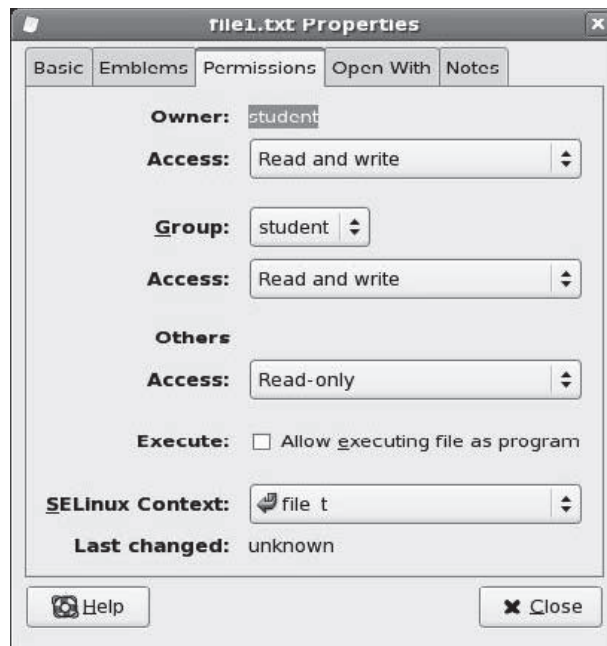 file1.txt Properties
Basic Emblems Permissions Open With Notes
Owner: student
Access: Read and write
Group: student
Access: Read and write
Others
Access: Read-only
Execute: Allow executing file as program
SELinux Context: file t
Last changed: unknown
Help Close